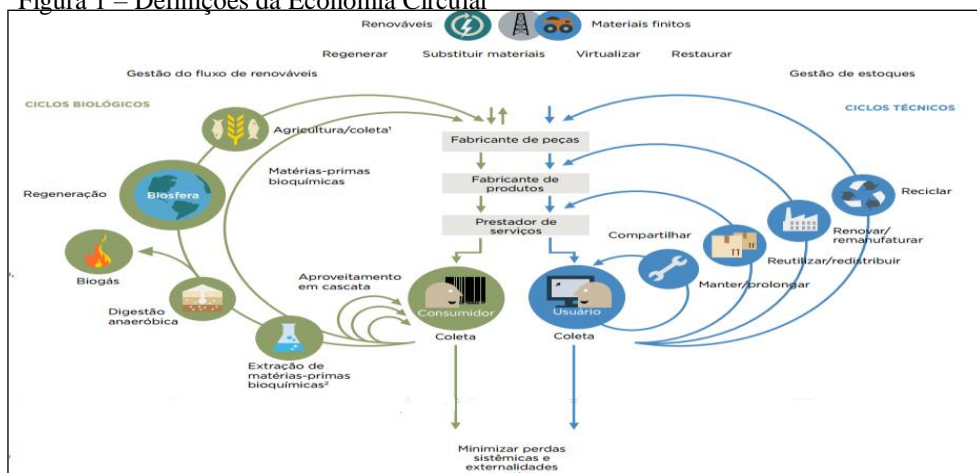 Figura 1 – Definições da Economia Circular
Renováveis
Materiais finitos
Regenerar
Substituir materiais
Virtualizar
Restaurar
Gestão do fluxo de renováveis
Gestão de estoques
CICLOS BIOLÓGICOS
CICLOS TÉCNICOS
Agricultura/coleta¹
Fabricante de peças
Matérias-primas
bioquímicas
Fabricante de
produtos
Regeneração
Biosfera
Reciclar
Prestador de
serviços
Compartilhar
Renovar/
remanufaturar
Reutilizar/redistribuir
Biogás
Aproveitamento
em cascata
Manter/prolongar
Digestão
anaeróbica
Consumidor
Usuário
Coleta
Coleta
Extração de
matérias-primas
bioquímicas²
Minimizar perdas
sistêmicas e
externalidades